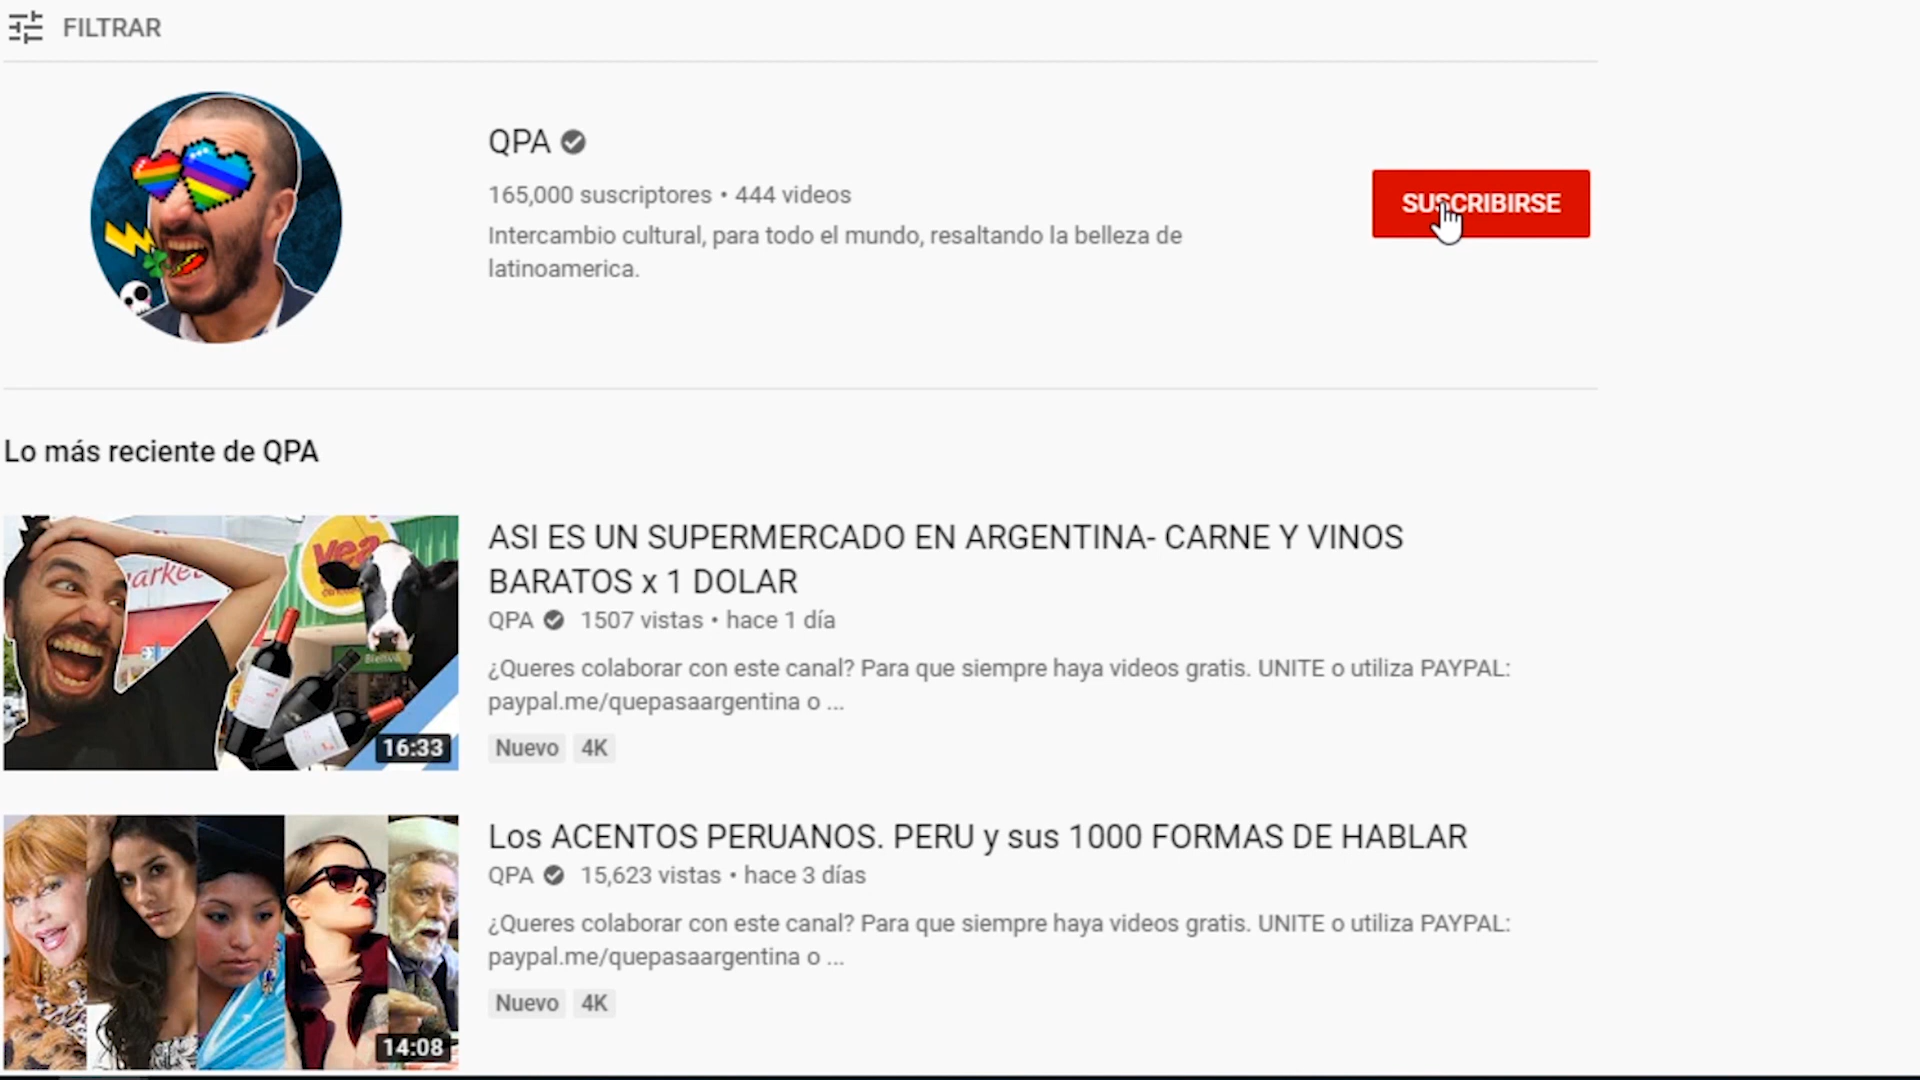 FILTRAR
QPA
165,000 suscriptores • 444 videos
Intercambio cultural, para todo el mundo, resaltando la belleza de
latinoamerica.
SUSCRIBIRSE
Lo más reciente de QPA
Vea
arket
Bienve
16:33
ASI ES UN SUPERMERCADO EN ARGENTINA- CARNE Y VINOS
BARATOS x 1 DOLAR
QPA 1507 vistas • hace 1 día
¿Queres colaborar con este canal? Para que siempre haya videos gratis. UNITE o utiliza PAYPAL:
paypal.me/quepasaargentina o ...
Nuevo 4K
14:08
Los ACENTOS PERUANOS. PERU y sus 1000 FORMAS DE HABLAR
QPA 15,623 vistas • hace 3 días
¿Queres colaborar con este canal? Para que siempre haya videos gratis. UNITE o utiliza PAYPAL:
paypal.me/quepasaargentina o ...
Nuevo 4K